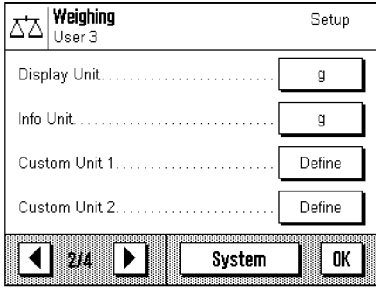 Weighing
Setup
User 3
Display Unit............................ g
Info Unit............................ g
Custom Unit 1............................ Define
Custom Unit 2............................ Define
2/4
System
OK